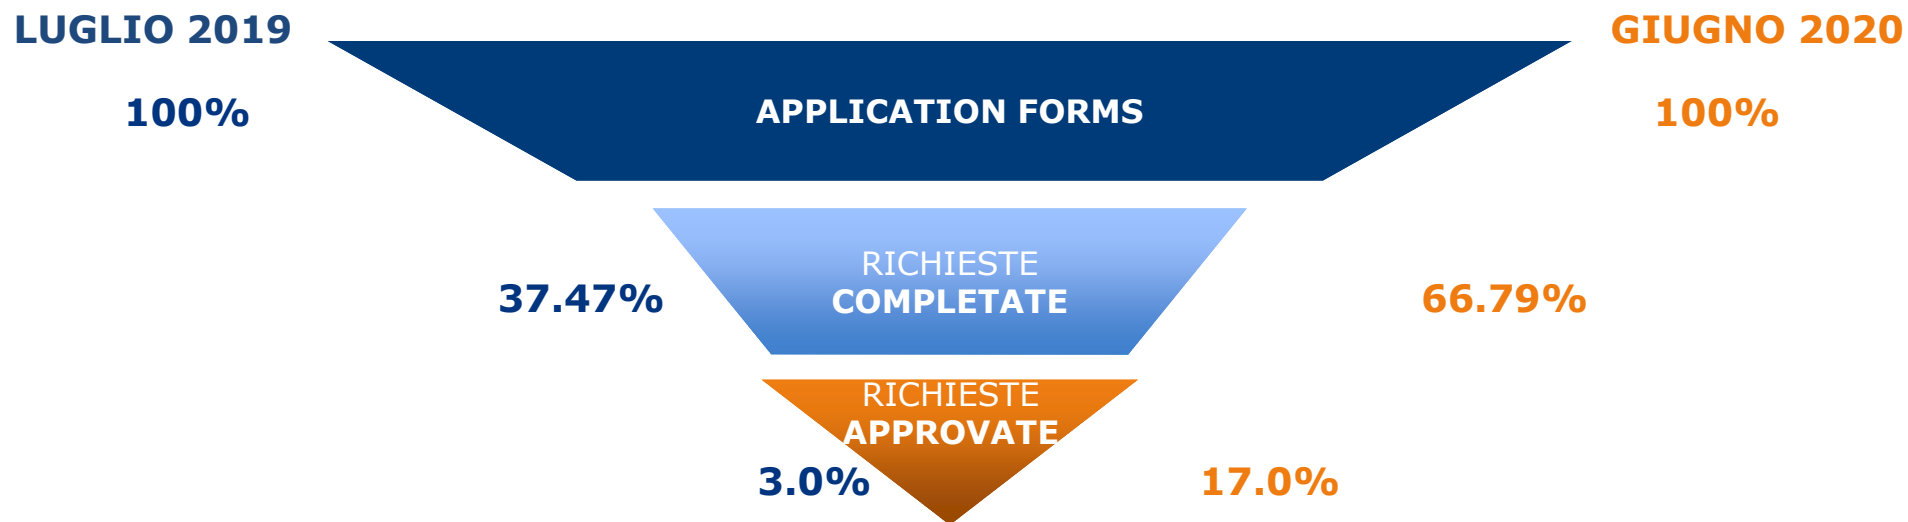 LUGLIO 2019
GIUGNO 2020
100%
APPLICATION FORMS
100%
RICHIESTE
COMPLETATE
37.47%
66.79%
RICHIESTE
APPROVATE
3.0%
17.0%